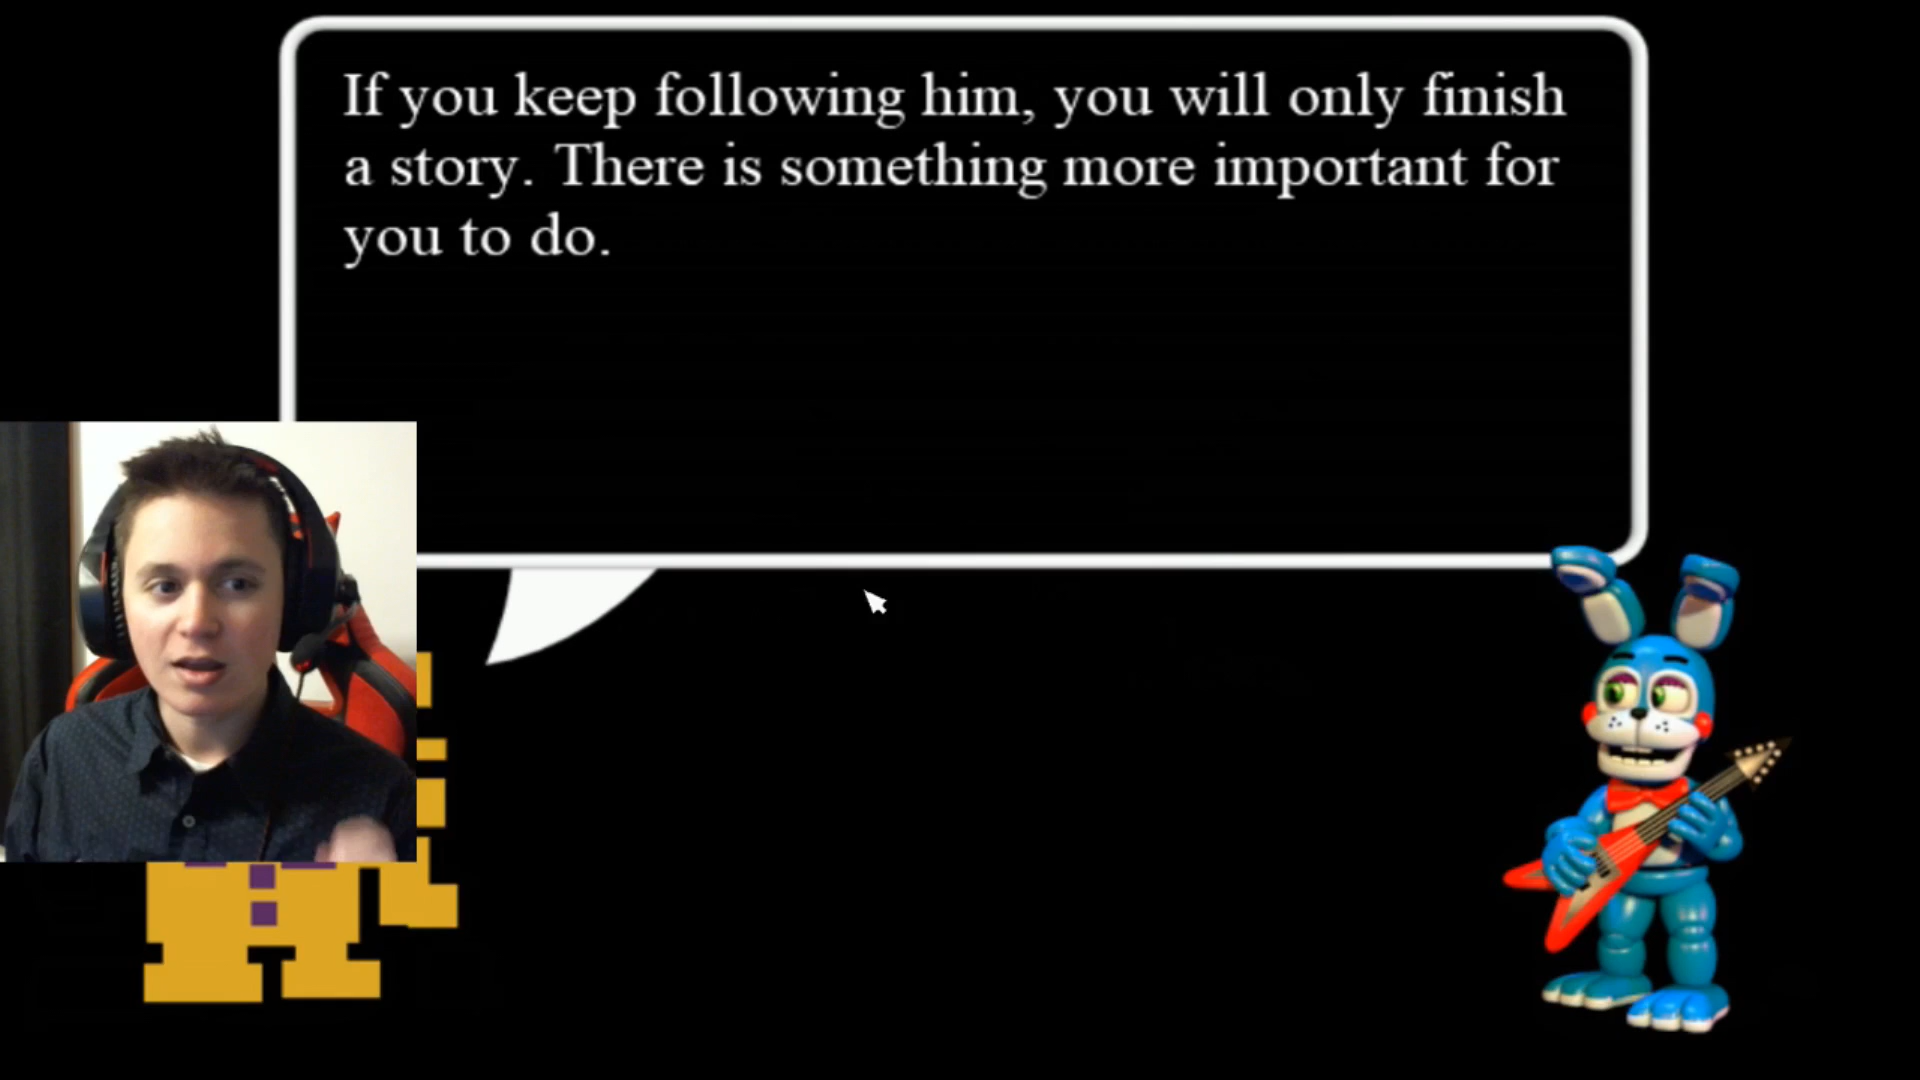 If you keep following him, you will only finish
a story. There is something more important for
you to do.